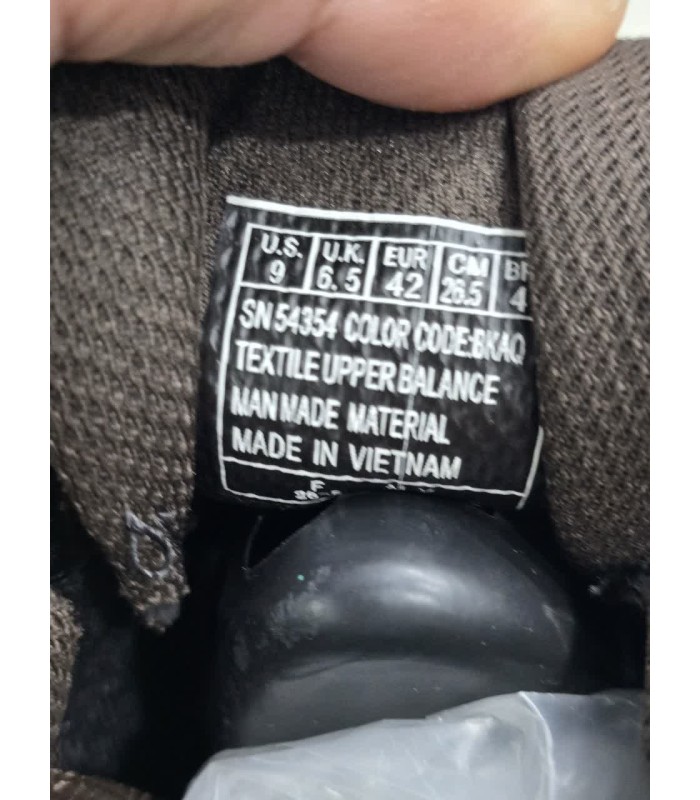 U.S. U.K. EUR CM
9 6.5 42 26.5
SN 54354 COLOR CODE:BKAQ
TEXTILE UPPER BALANCE
MAN MADE MATERIAL
MADE IN VIETNAM